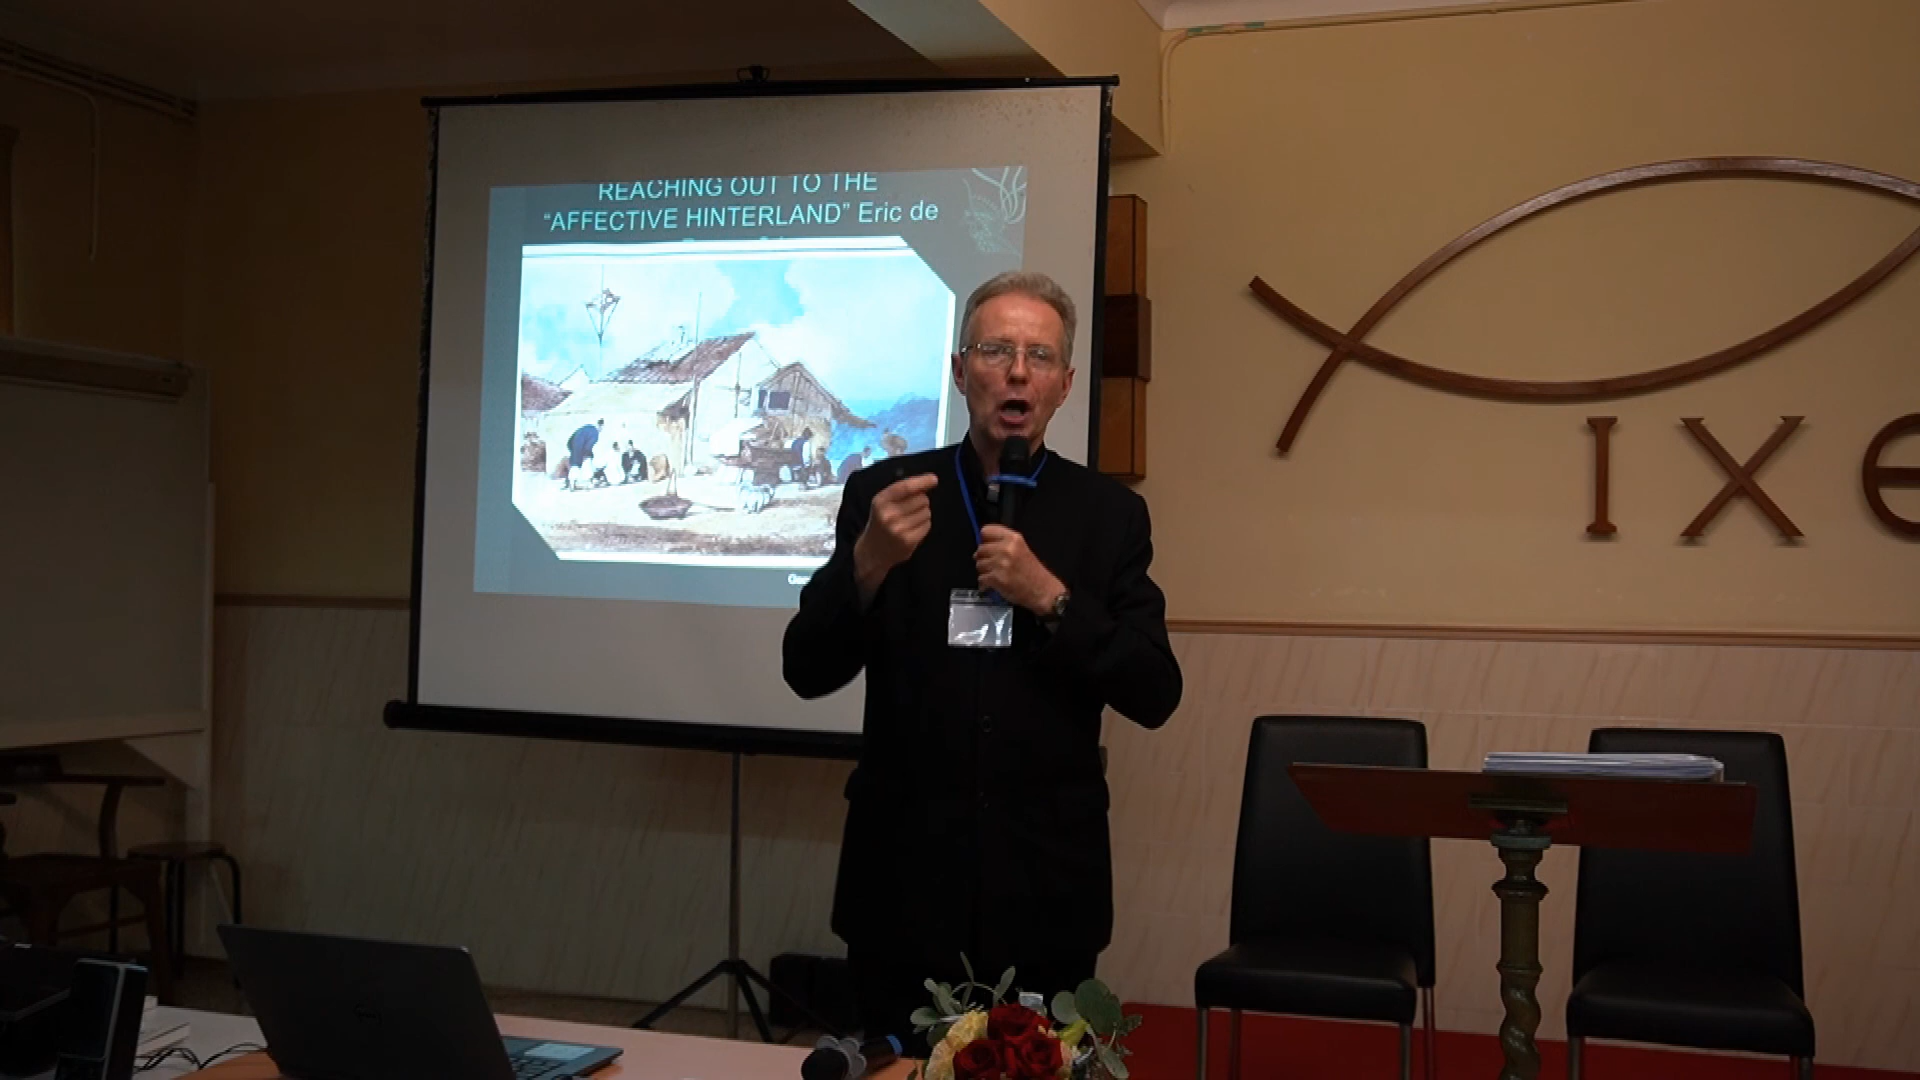 REACHING OUT TO THE
“AFFECTIVE HINTERLAND” Eric de
IXΘ